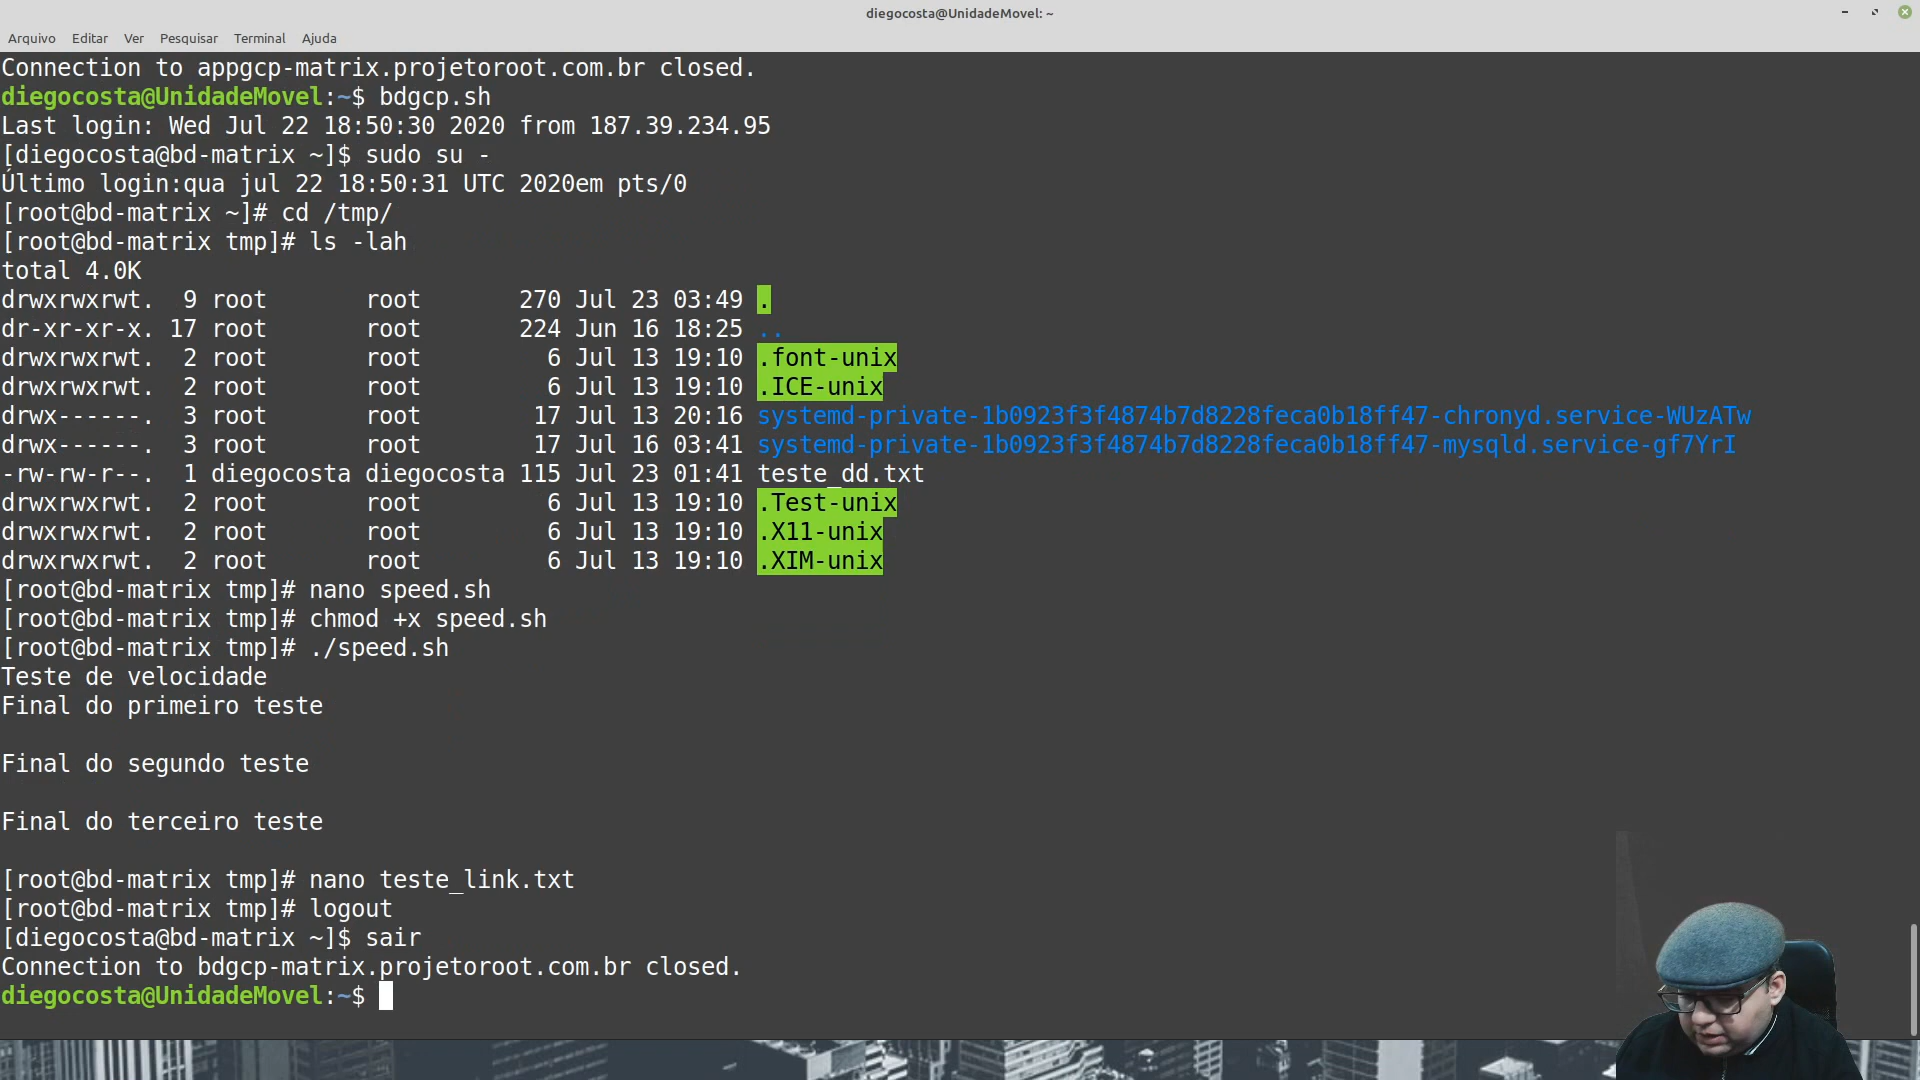 diegocosta@UnidadeMovel: ~
Arquivo Editar Ver Pesquisar Terminal Ajuda
Connection to appgcp-matrix.projetoroot.com.br closed.
diegocosta@UnidadeMovel:~$ bdgcp.sh
Last login: Wed Jul 22 18:50:30 2020 from 187.39.234.95
[diegocosta@bd-matrix ~]$ sudo su -
Último login:qua jul 22 18:50:31 UTC 2020em pts/0
[root@bd-matrix ~]# cd /tmp/
[root@bd-matrix tmp]# ls -lah
total 4.0K
drwxrwxrwt.  9 root       root       270 Jul 23 03:49 .
dr-xr-xr-x. 17 root       root       224 Jun 16 18:25 ..
drwxrwxrwt.  2 root       root         6 Jul 13 19:10 .font-unix
drwxrwxrwt.  2 root       root         6 Jul 13 19:10 .ICE-unix
drwx------.  3 root       root        17 Jul 13 20:16 systemd-private-1b0923f3f4874b7d8228feca0b18ff47-chronyd.service-WUzATw
drwx------.  3 root       root        17 Jul 16 03:41 systemd-private-1b0923f3f4874b7d8228feca0b18ff47-mysqld.service-gf7YrI
-rw-rw-r--.  1 diegocosta diegocosta 115 Jul 23 01:41 teste_dd.txt
drwxrwxrwt.  2 root       root         6 Jul 13 19:10 .Test-unix
drwxrwxrwt.  2 root       root         6 Jul 13 19:10 .X11-unix
drwxrwxrwt.  2 root       root         6 Jul 13 19:10 .XIM-unix
[root@bd-matrix tmp]# nano speed.sh
[root@bd-matrix tmp]# chmod +x speed.sh
[root@bd-matrix tmp]# ./speed.sh
Teste de velocidade
Final do primeiro teste
Final do segundo teste
Final do terceiro teste
[root@bd-matrix tmp]# nano teste_link.txt
[root@bd-matrix tmp]# logout
[diegocosta@bd-matrix ~]$ sair
Connection to bdgcp-matrix.projetoroot.com.br closed.
diegocosta@UnidadeMovel:~$